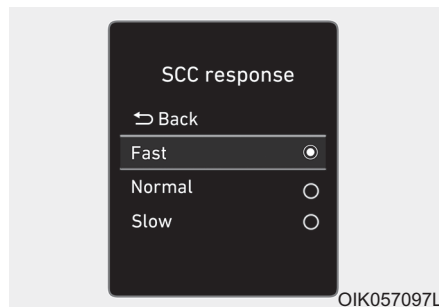 SCC response
Back
Fast
Normal
Slow
OIK057097L